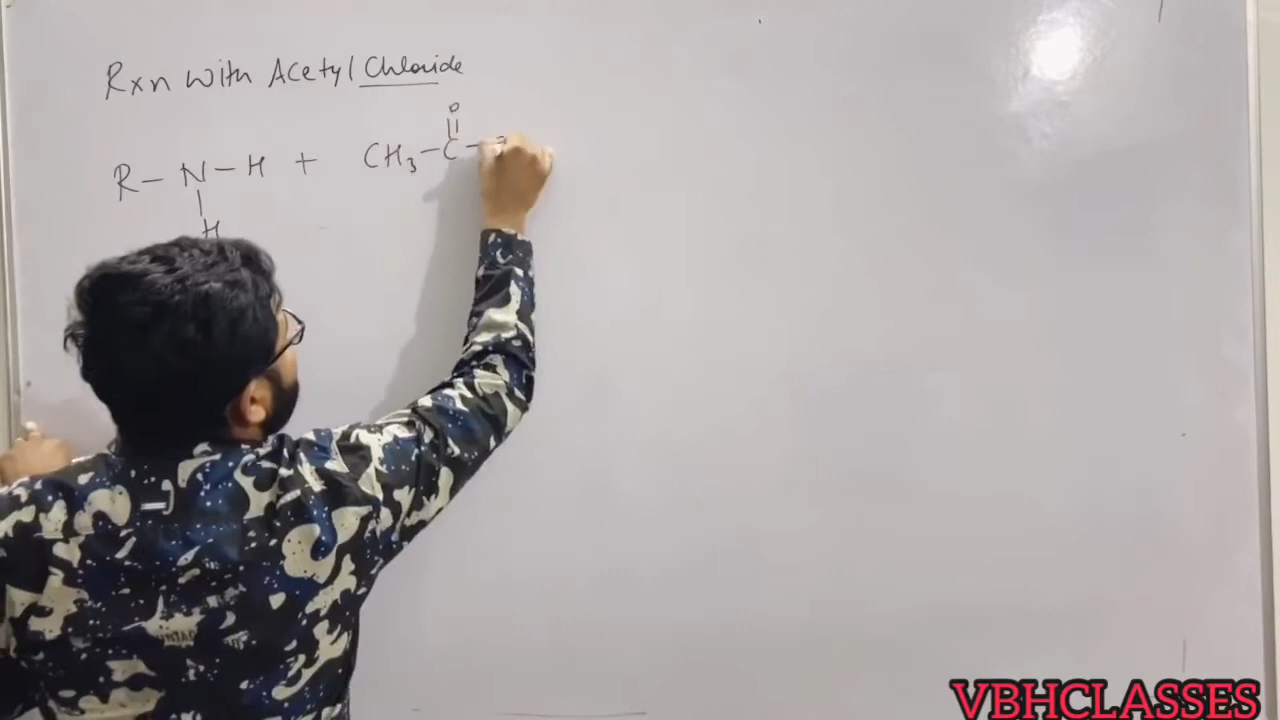 Rxn with Acetyl Chloride
O
||
R – N – H + CH3 – C –
|
H
VBHCLASSES